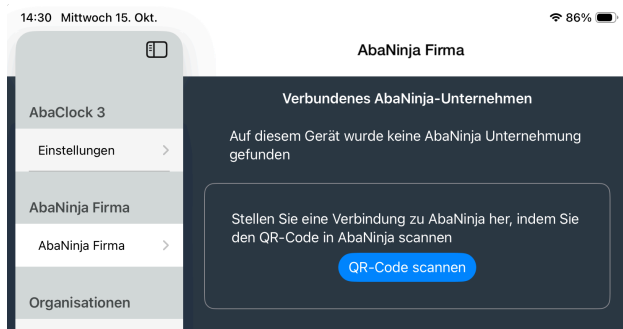 14:30 Mittwoch 15. Okt.
86%
AbaClock 3
Einstellungen
AbaNinja Firma
AbaNinja Firma
Organisationen
AbaNinja Firma
Verbundenes AbaNinja-Unternehmen
Auf diesem Gerät wurde keine AbaNinja Unternehmung
gefunden
Stellen Sie eine Verbindung zu AbaNinja her, indem Sie
den QR-Code in AbaNinja scannen
QR-Code scannen